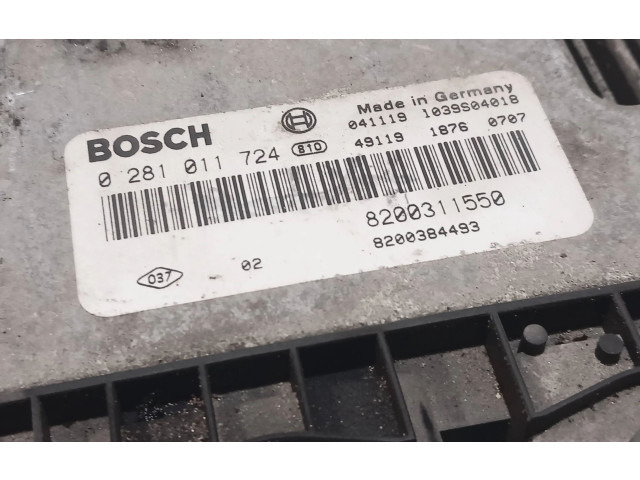 Made in Germany
BOSCH
041119 1039S04018
0 281 011 724 810 49119 1876 0707
8200311550
8200384493
037 02